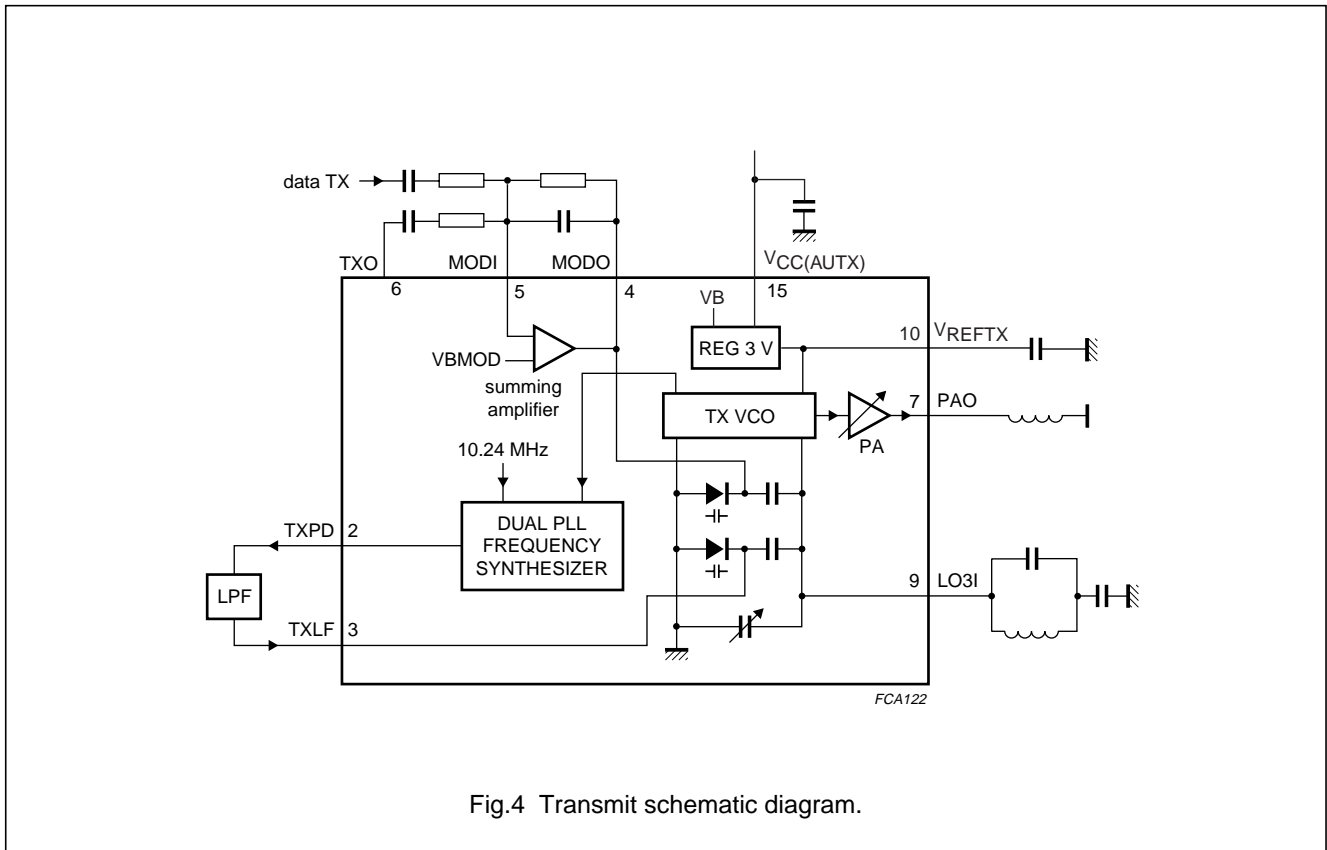 data TX
TXO
MODI
MODO
VCC(AUTX)
6
5
4
15
VB
REG 3 V
10
VREFTX
VBMOD
summing
amplifier
TX VCO
7
PAO
PA
10.24 MHz
DUAL PLL
FREQUENCY
SYNTHESIZER
TXPD
2
LPF
TXLF
3
9
LO3I
FCA122
Fig.4 Transmit schematic diagram.